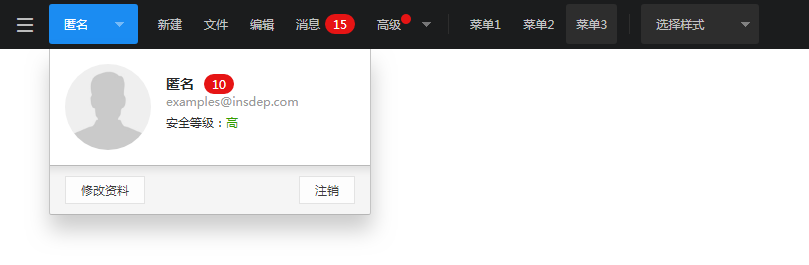 匿名 新建 文件 编辑 消息 15 高级 菜单1 菜单2 菜单3 选择样式
匿名 10
examples@insdep.com
安全等级：高
修改资料 注销